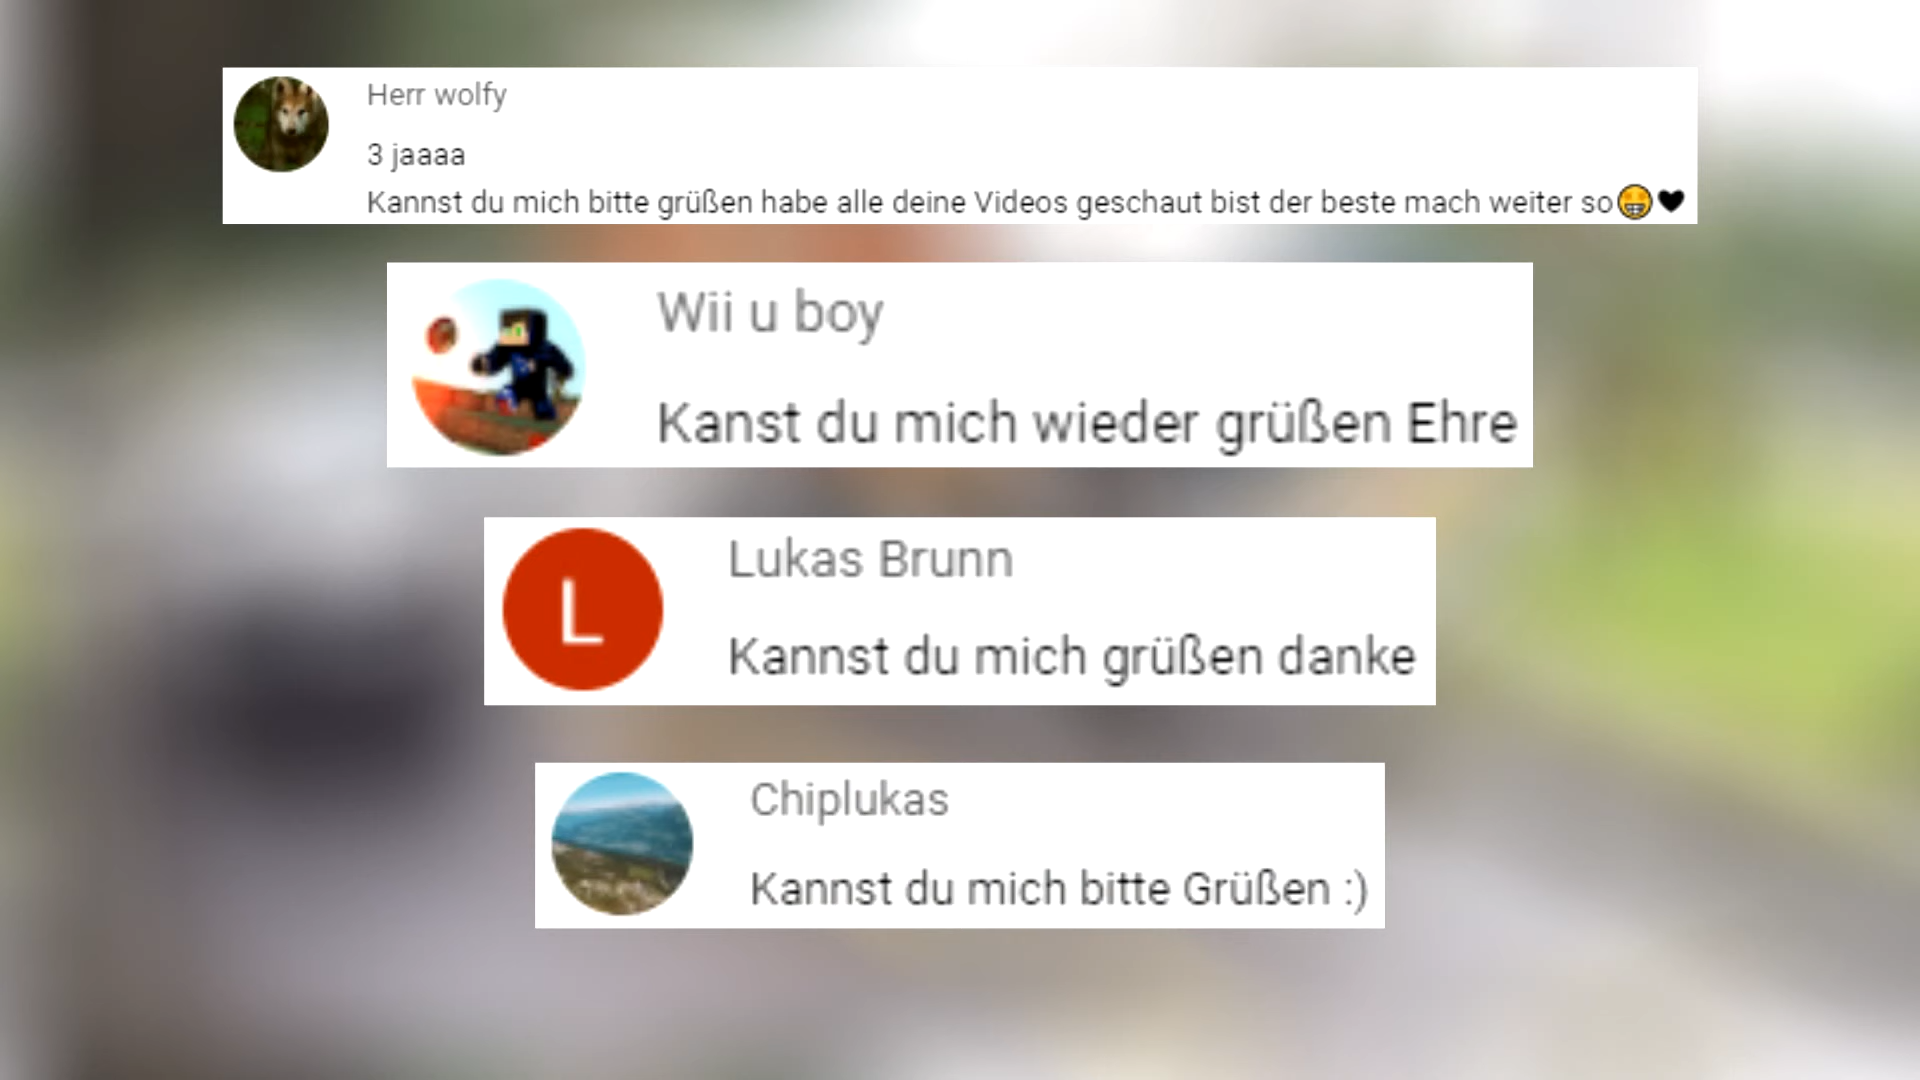 Herr wolfy
3 jaaaa
Kannst du mich bitte grüßen habe alle deine Videos geschaut bist der beste mach weiter so😁🖤
Wii u boy
Kanst du mich wieder grüßen Ehre
L
Lukas Brunn
Kannst du mich grüßen danke
Chiplukas
Kannst du mich bitte Grüßen :)